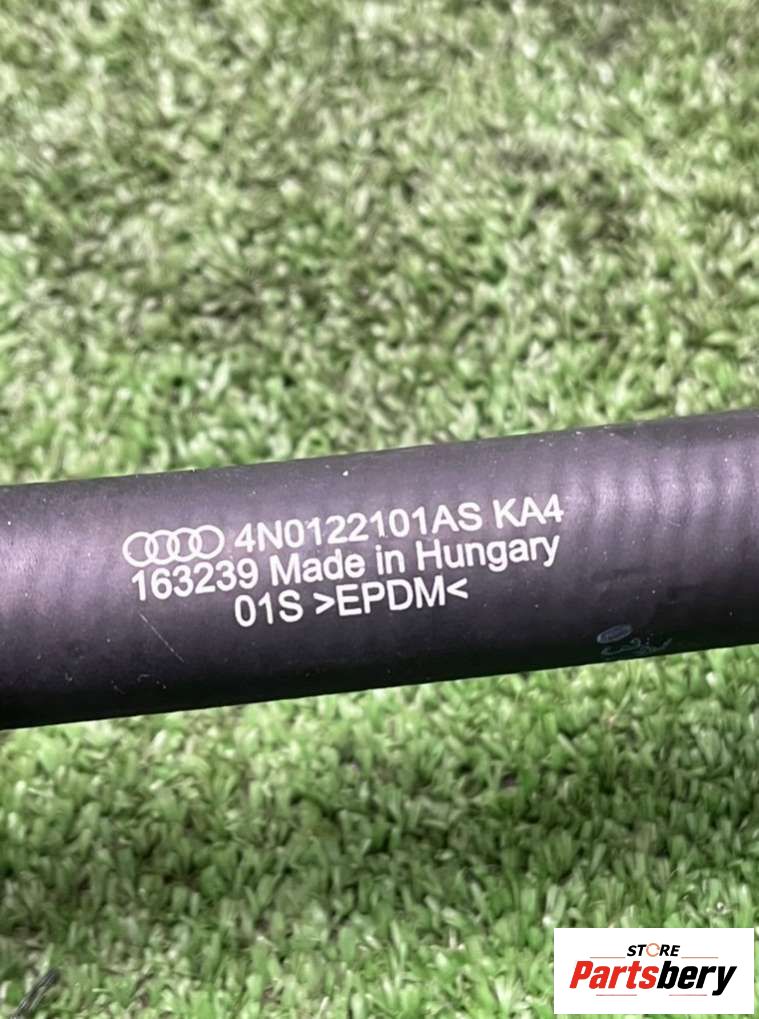 4N0122101AS KA4
163239 Made in Hungary
01S >EPDM<
STORE
Partsbery